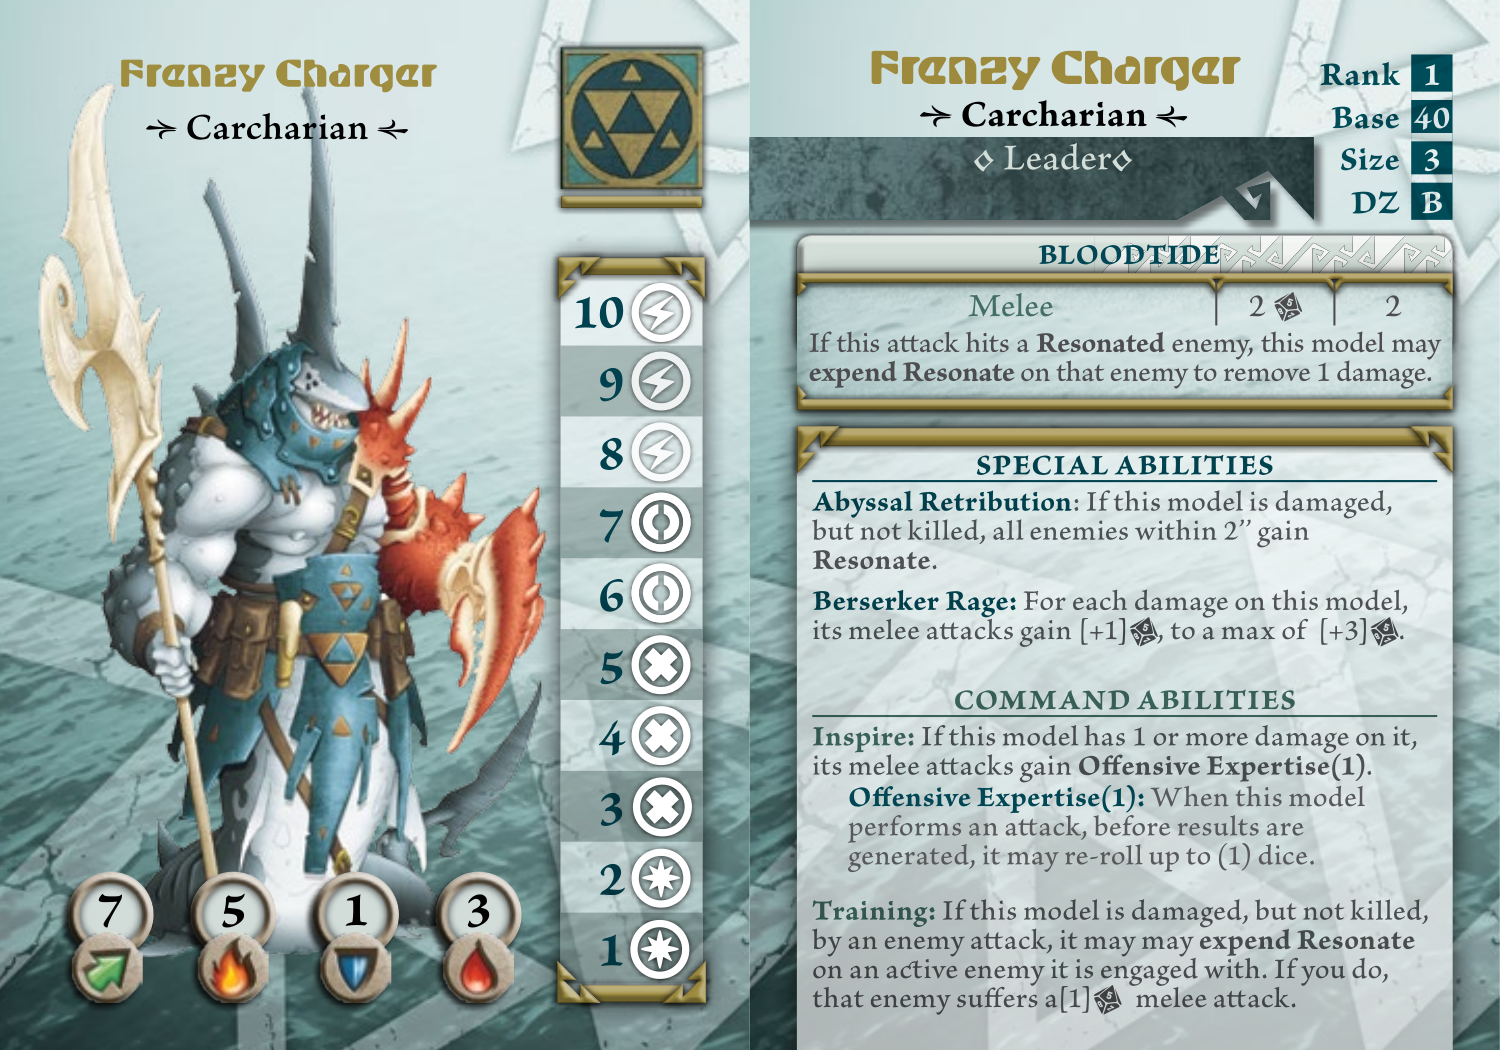 Frenzy Charger
Carcharian
10
9
8
7
6
5
4
3
2
1
7 5 1 3
Frenzy Charger
Carcharian
Leader
Rank 1
Base 40
Size 3
DZ B
BLOODTIDE
Melee 2 2
If this attack hits a Resonated enemy, this model may
expend Resonate on that enemy to remove 1 damage.
SPECIAL ABILITIES
Abyssal Retribution: If this model is damaged,
but not killed, all enemies within 2” gain
Resonate.
Berserker Rage: For each damage on this model,
its melee attacks gain [+1], to a max of [+3].
COMMAND ABILITIES
Inspire: If this model has 1 or more damage on it,
its melee attacks gain Offensive Expertise(1).
Offensive Expertise(1): When this model
performs an attack, before results are
generated, it may re-roll up to (1) dice.
Training: If this model is damaged, but not killed,
by an enemy attack, it may may expend Resonate
on an active enemy it is engaged with. If you do,
that enemy suffers a[1] melee attack.